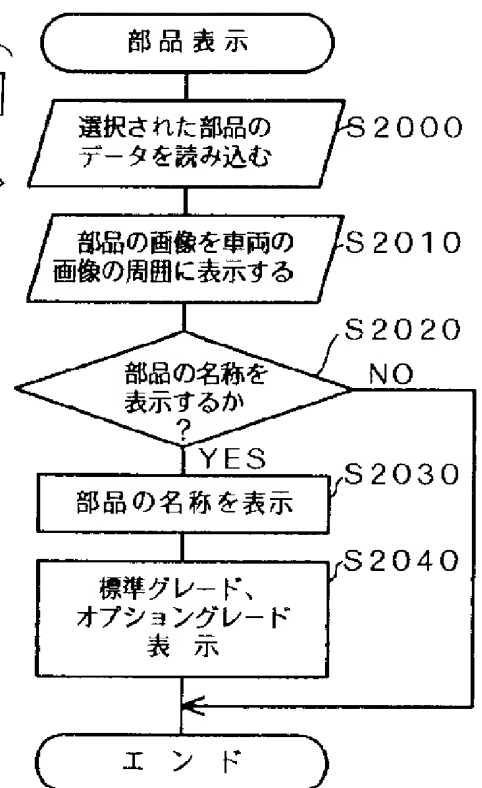 部品表示
選択された部品の
データを読み込む
S2000
部品の画像を車両の
画像の周囲に表示する
S2010
S2020
部品の名称を
表示するか
?
NO
YES
部品の名称を表示
S2030
標準グレード、
オプショングレード
表 示
S2040
エ ン ド